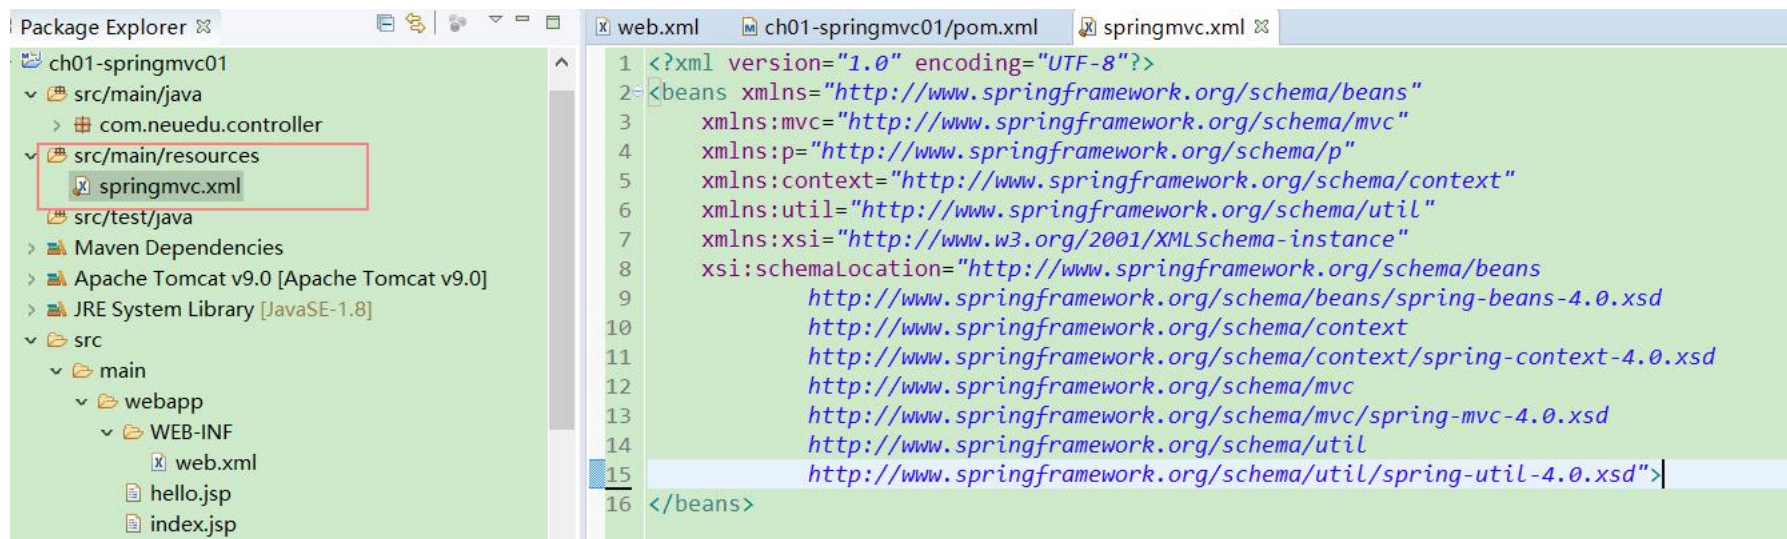 Package Explorer
ch01-springmvc01
src/main/java
com.neuedu.controller
src/main/resources
springmvc.xml
src/test/java
Maven Dependencies
Apache Tomcat v9.0 [Apache Tomcat v9.0]
JRE System Library [JavaSE-1.8]
src
main
webapp
WEB-INF
web.xml
hello.jsp
index.jsp
web.xml ch01-springmvc01/pom.xml springmvc.xml
1 <?xml version="1.0" encoding="UTF-8"?>
2 <beans xmlns="http://www.springframework.org/schema/beans"
3 xmlns:mvc="http://www.springframework.org/schema/mvc"
4 xmlns:p="http://www.springframework.org/schema/p"
5 xmlns:context="http://www.springframework.org/schema/context"
6 xmlns:util="http://www.springframework.org/schema/util"
7 xmlns:xsi="http://www.w3.org/2001/XMLSchema-instance"
8 xsi:schemaLocation="http://www.springframework.org/schema/beans
9 http://www.springframework.org/schema/beans/spring-beans-4.0.xsd
10 http://www.springframework.org/schema/context
11 http://www.springframework.org/schema/context/spring-context-4.0.xsd
12 http://www.springframework.org/schema/mvc
13 http://www.springframework.org/schema/mvc/spring-mvc-4.0.xsd
14 http://www.springframework.org/schema/util
15 http://www.springframework.org/schema/util/spring-util-4.0.xsd">
16 </beans>